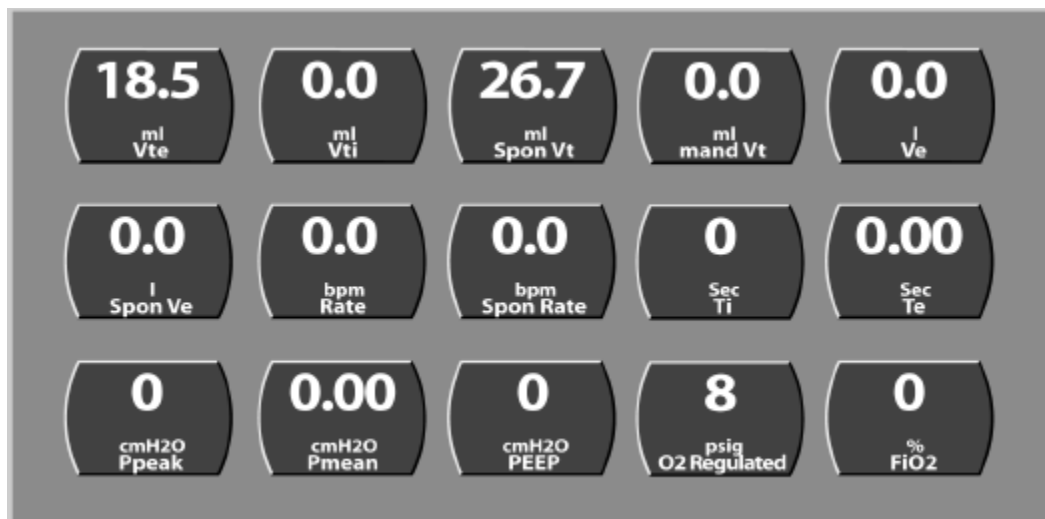 18.5 0.0 26.7 0.0 0.0
ml ml ml ml l
Vte Vti Spon Vt mand Vt Ve
0.0 0.0 0.0 0 0.00
l bpm bpm Sec Sec
Spon Ve Rate Spon Rate Ti Te
0 0.00 0 8 0
cmH2O cmH2O cmH2O psig %
Ppeak Pmean PEEP O2 Regulated FiO2